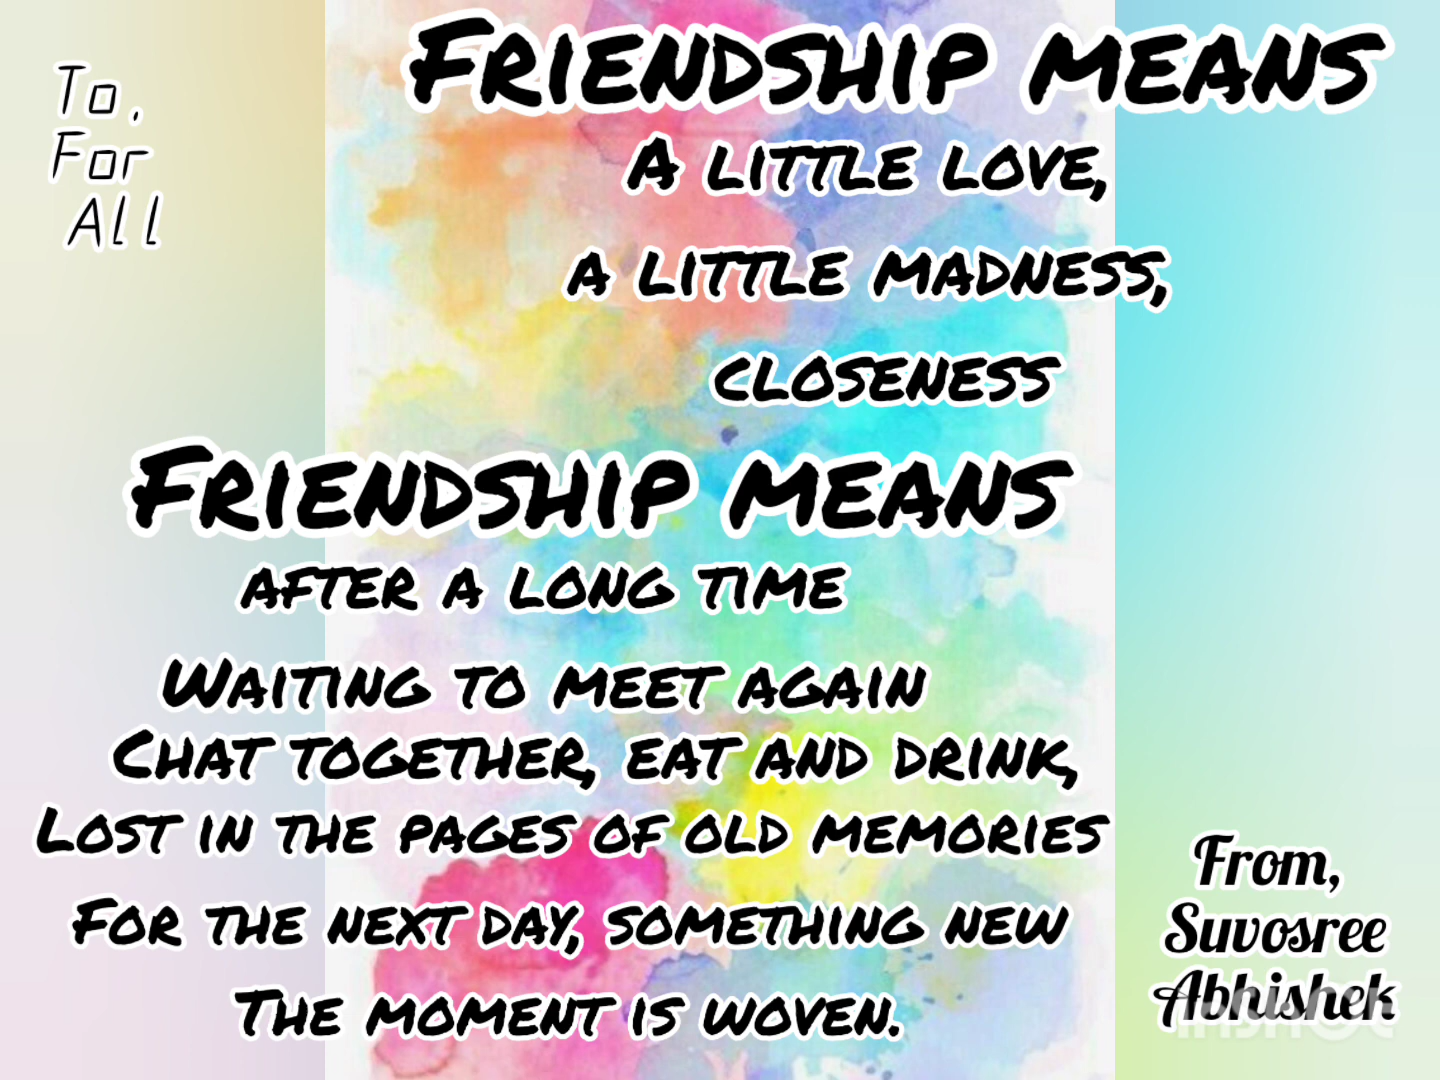 To,
For
All
Friendship means
A little love,
a little madness,
closeness
Friendship means
after a long time
Waiting to meet again
Chat together, eat and drink,
Lost in the pages of old memories
For the next day, something new
The moment is woven.
From,
Suvosree
Abhishek
InShOt